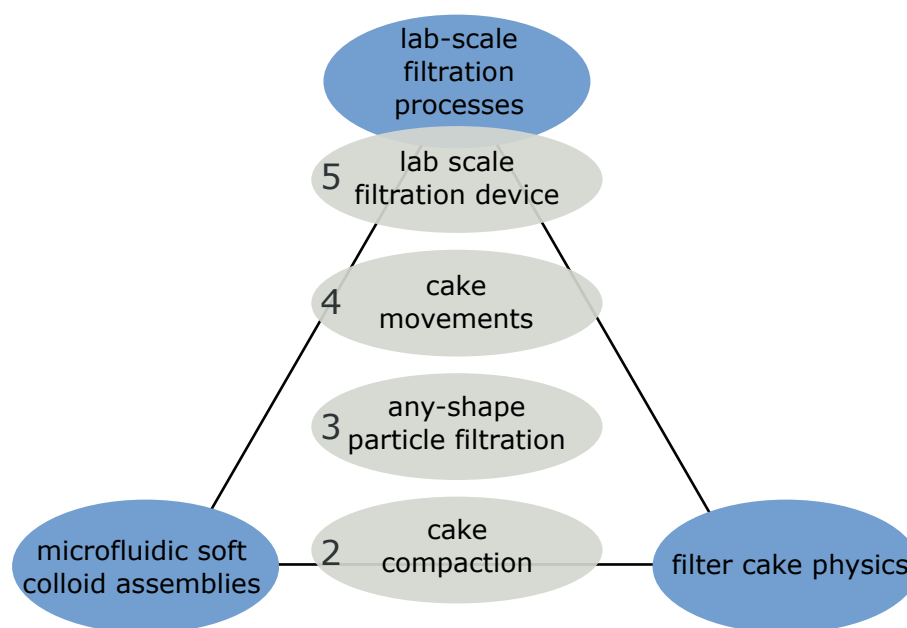 lab-scale
filtration
processes
5
lab scale
filtration device
4
cake
movements
3
any-shape
particle filtration
2
cake
compaction
microfluidic soft
colloid assemblies
filter cake physics